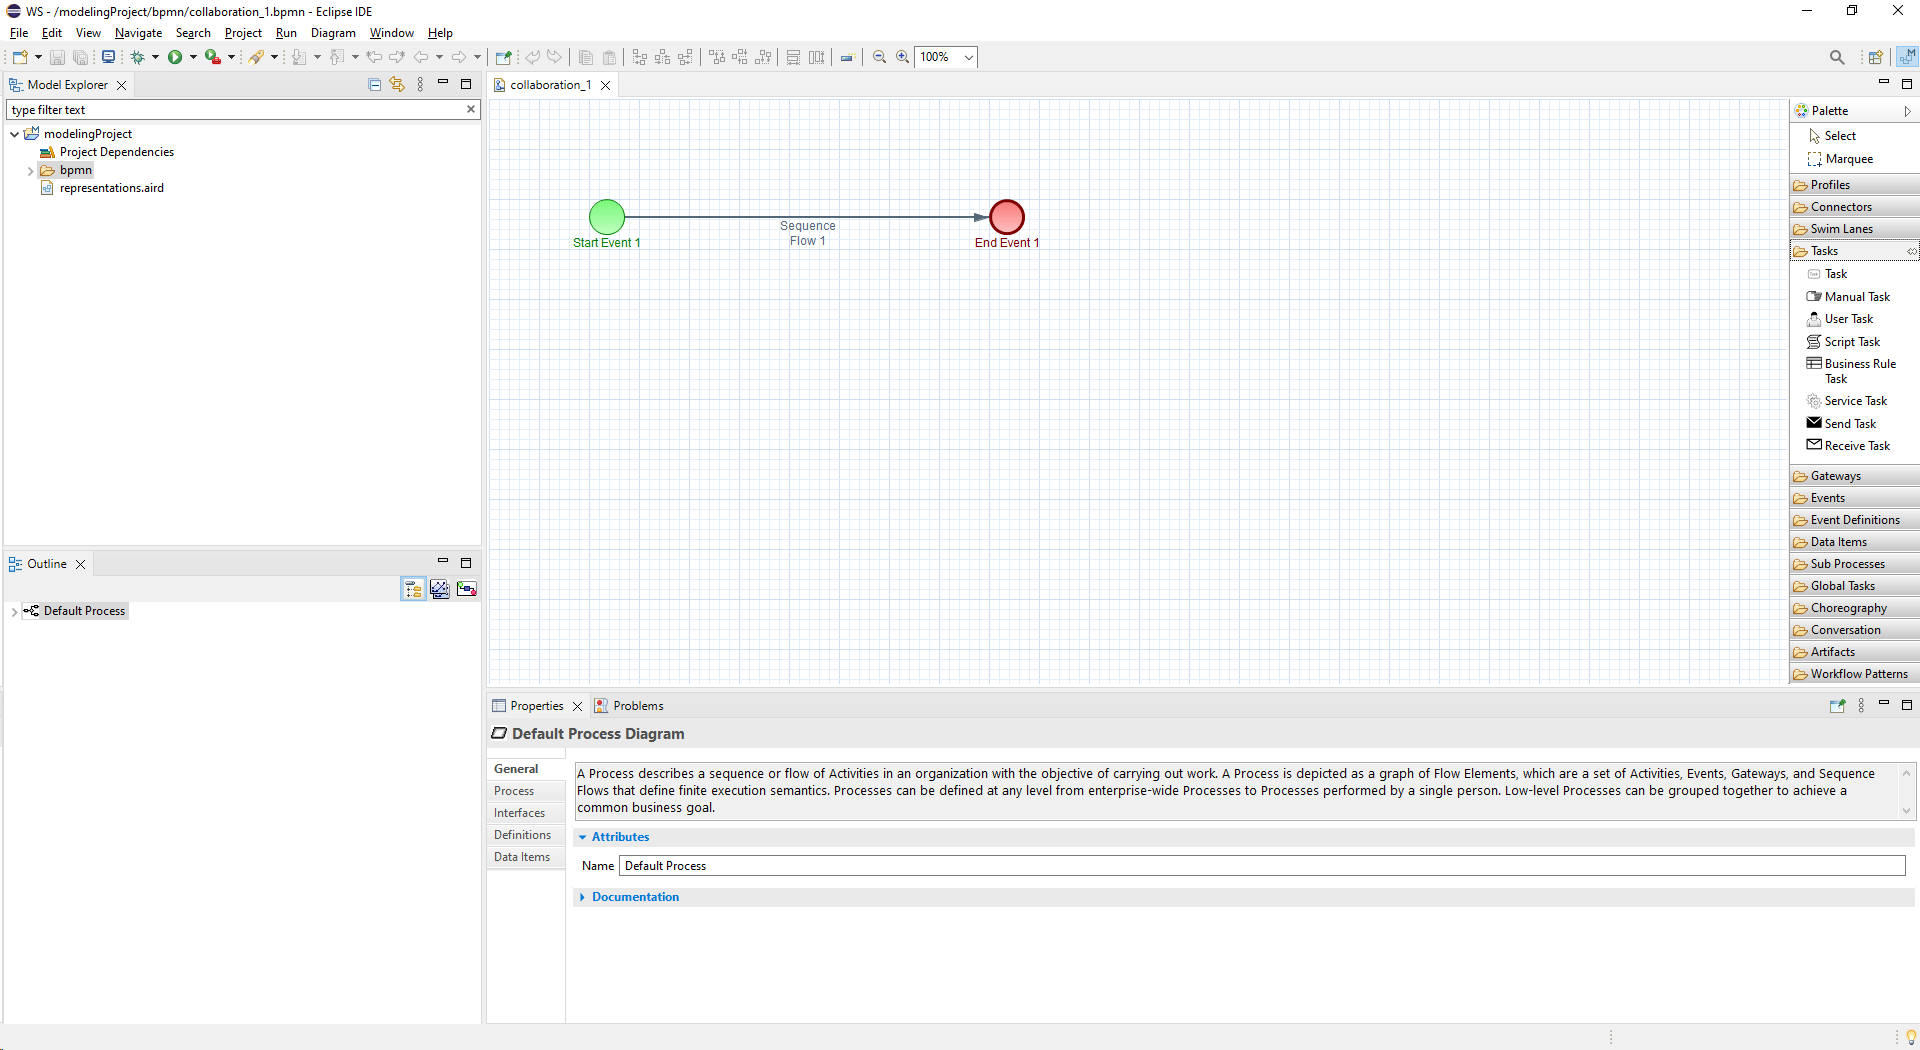 WS - /modelingProject/bpmn/collaboration_1.bpmn - Eclipse IDE
File Edit View Navigate Search Project Run Diagram Window Help
100%
Model Explorer
type filter text
modelingProject
Project Dependencies
bpmn
representations.aird
Outline
Default Process
collaboration_1
Start Event 1
Sequence
Flow 1
End Event 1
Palette
Select
Marquee
Profiles
Connectors
Swim Lanes
Tasks
Task
Manual Task
User Task
Script Task
Business Rule
Task
Service Task
Send Task
Receive Task
Gateways
Events
Event Definitions
Data Items
Sub Processes
Global Tasks
Choreography
Conversation
Artifacts
Workflow Patterns
Properties
Problems
Default Process Diagram
General
Process
Interfaces
Definitions
Data Items
A Process describes a sequence or flow of Activities in an organization with the objective of carrying out work. A Process is depicted as a graph of Flow Elements, which are a set of Activities, Events, Gateways, and Sequence
Flows that define finite execution semantics. Processes can be defined at any level from enterprise-wide Processes to Processes performed by a single person. Low-level Processes can be grouped together to achieve a
common business goal.
Attributes
Name Default Process
Documentation